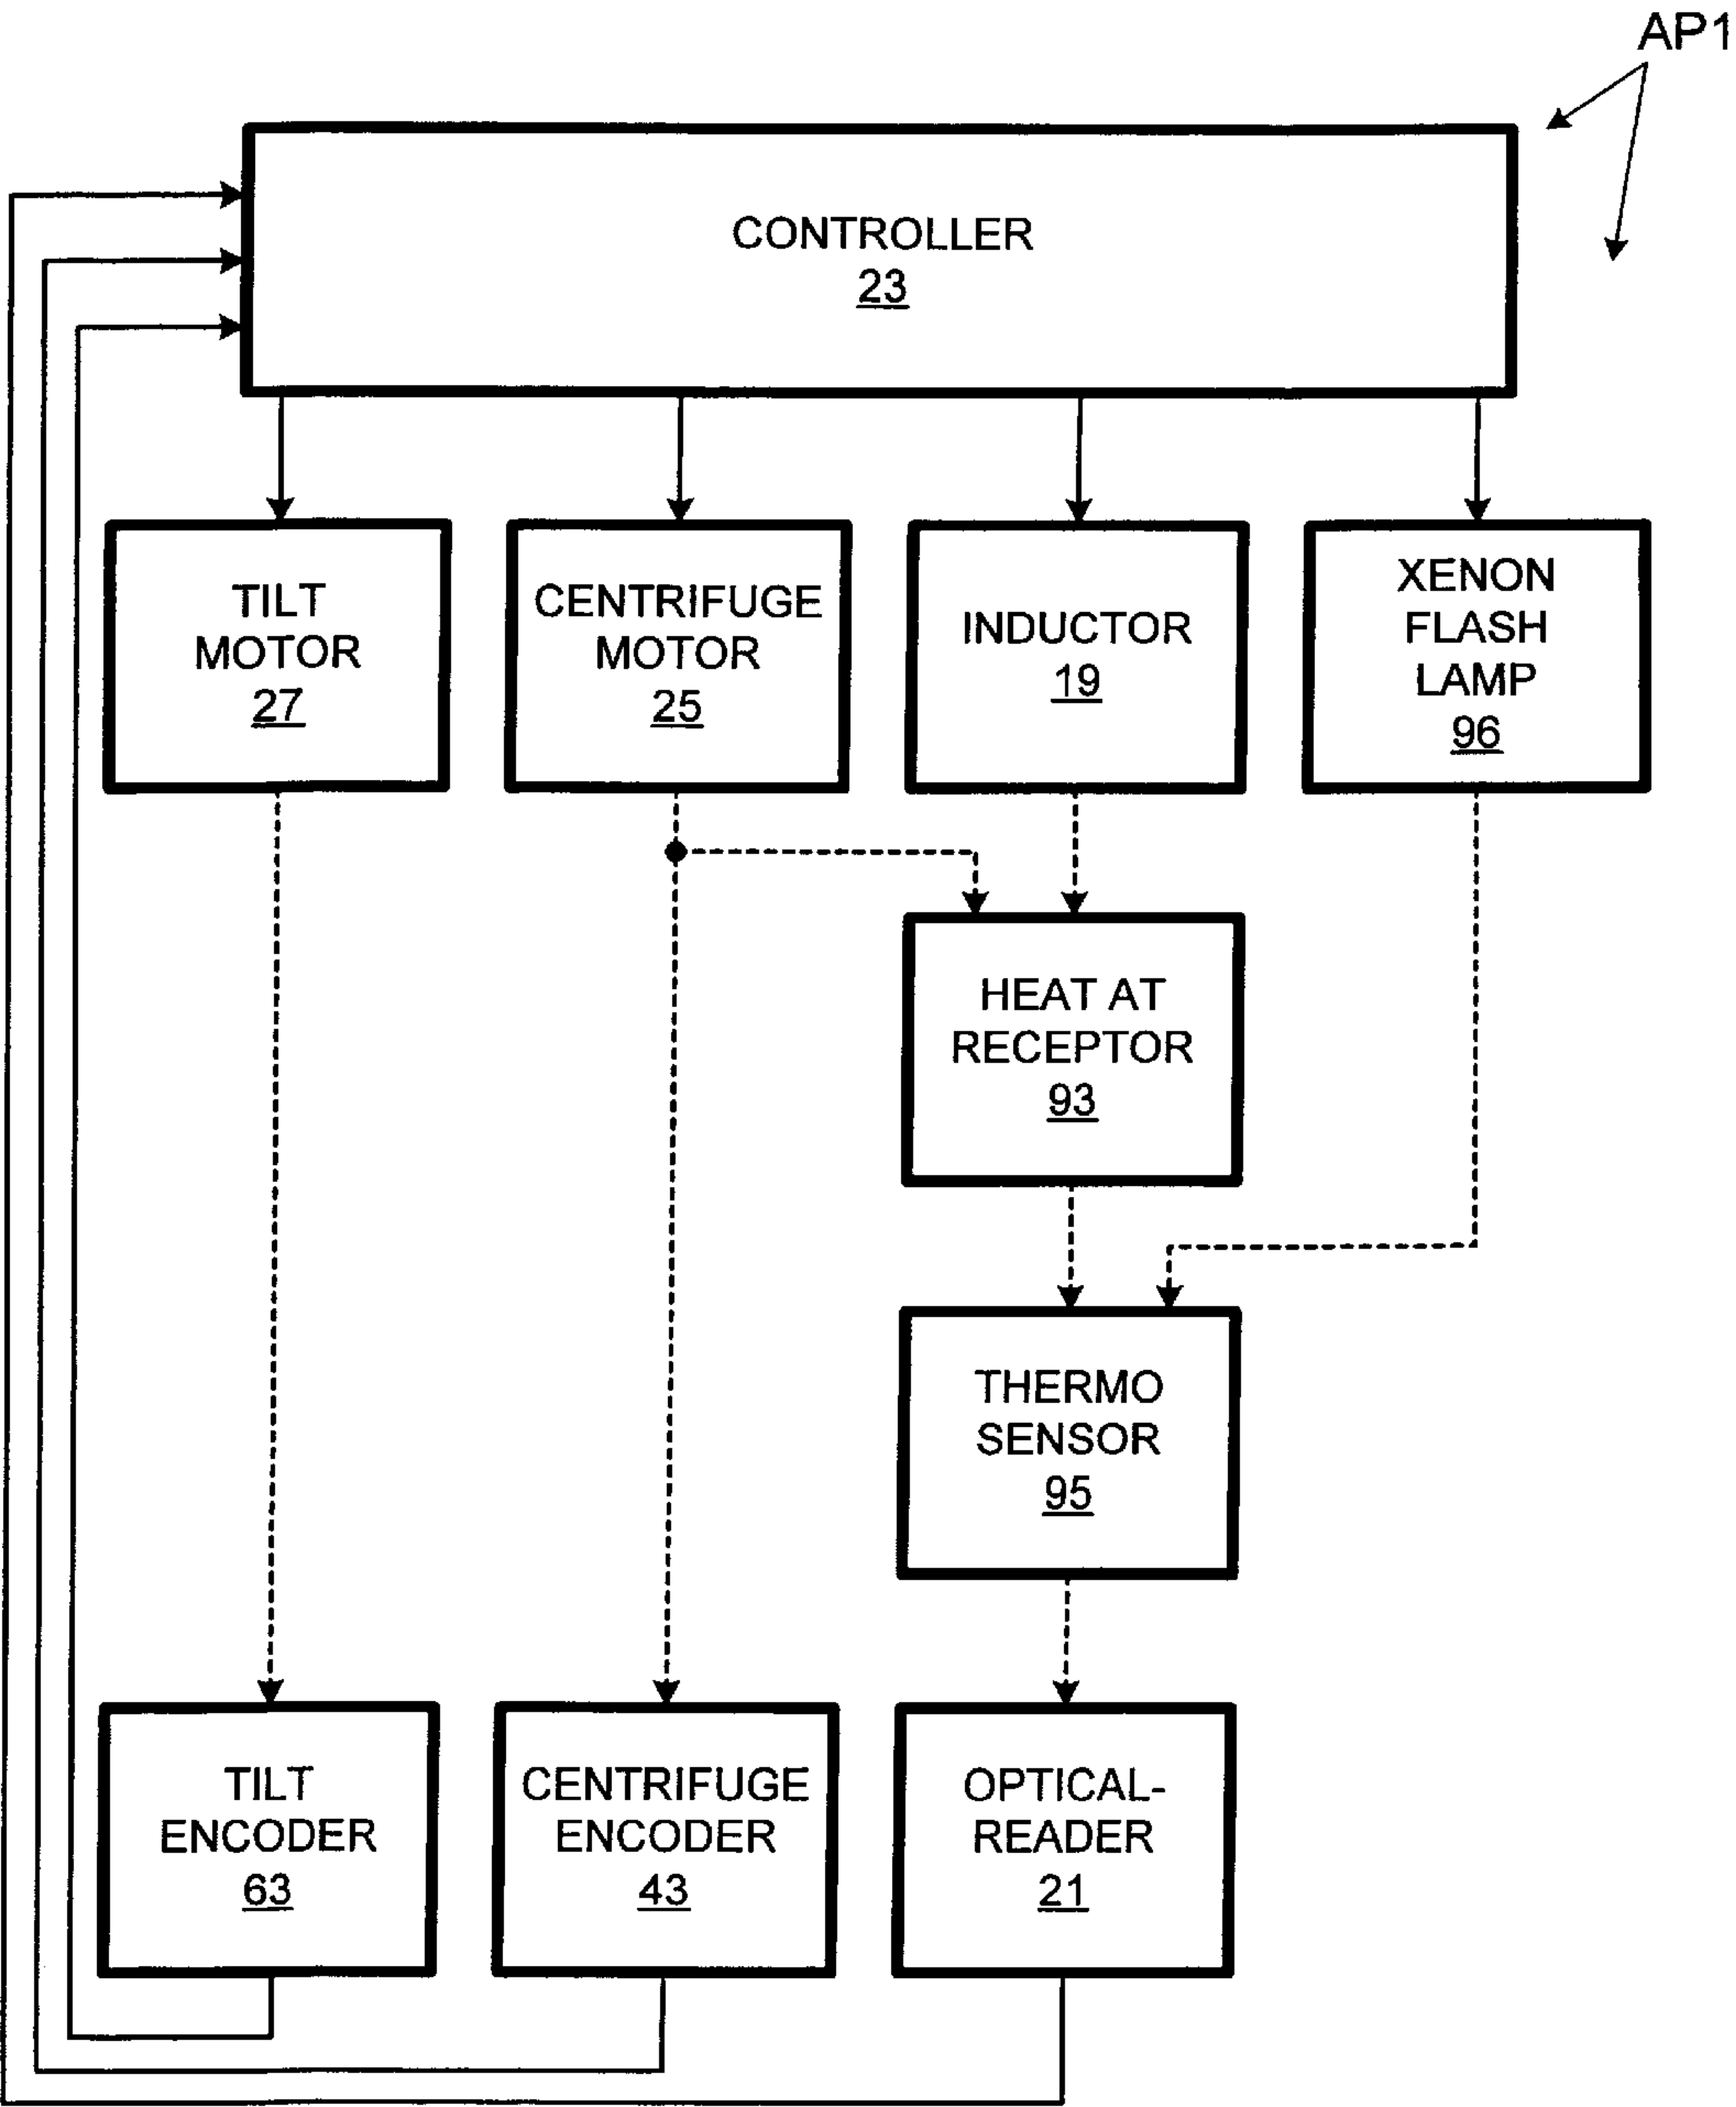 AP1
CONTROLLER
23
TILT
MOTOR
27
CENTRIFUGE
MOTOR
25
INDUCTOR
19
XENON
FLASH
LAMP
96
HEAT AT
RECEPTOR
93
THERMO
SENSOR
95
TILT
ENCODER
63
CENTRIFUGE
ENCODER
43
OPTICAL-
READER
21